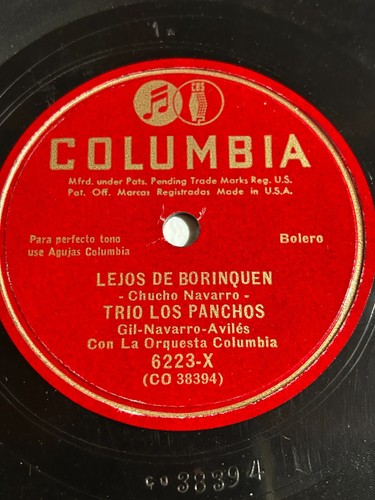 CBS
COLUMBIA
Mfrd. under Pats. Pending Trade Marks Reg. U.S.
Pat. Off. Marcas Registradas Made in U.S.A.
Para perfecto tono
use Agujas Columbia
Bolero
LEJOS DE BORINQUEN
- Chucho Navarro -
TRIO LOS PANCHOS
Gil-Navarro-Avilés
Con La Orquesta Columbia
6223-X
(CO 38394)
CO 38394